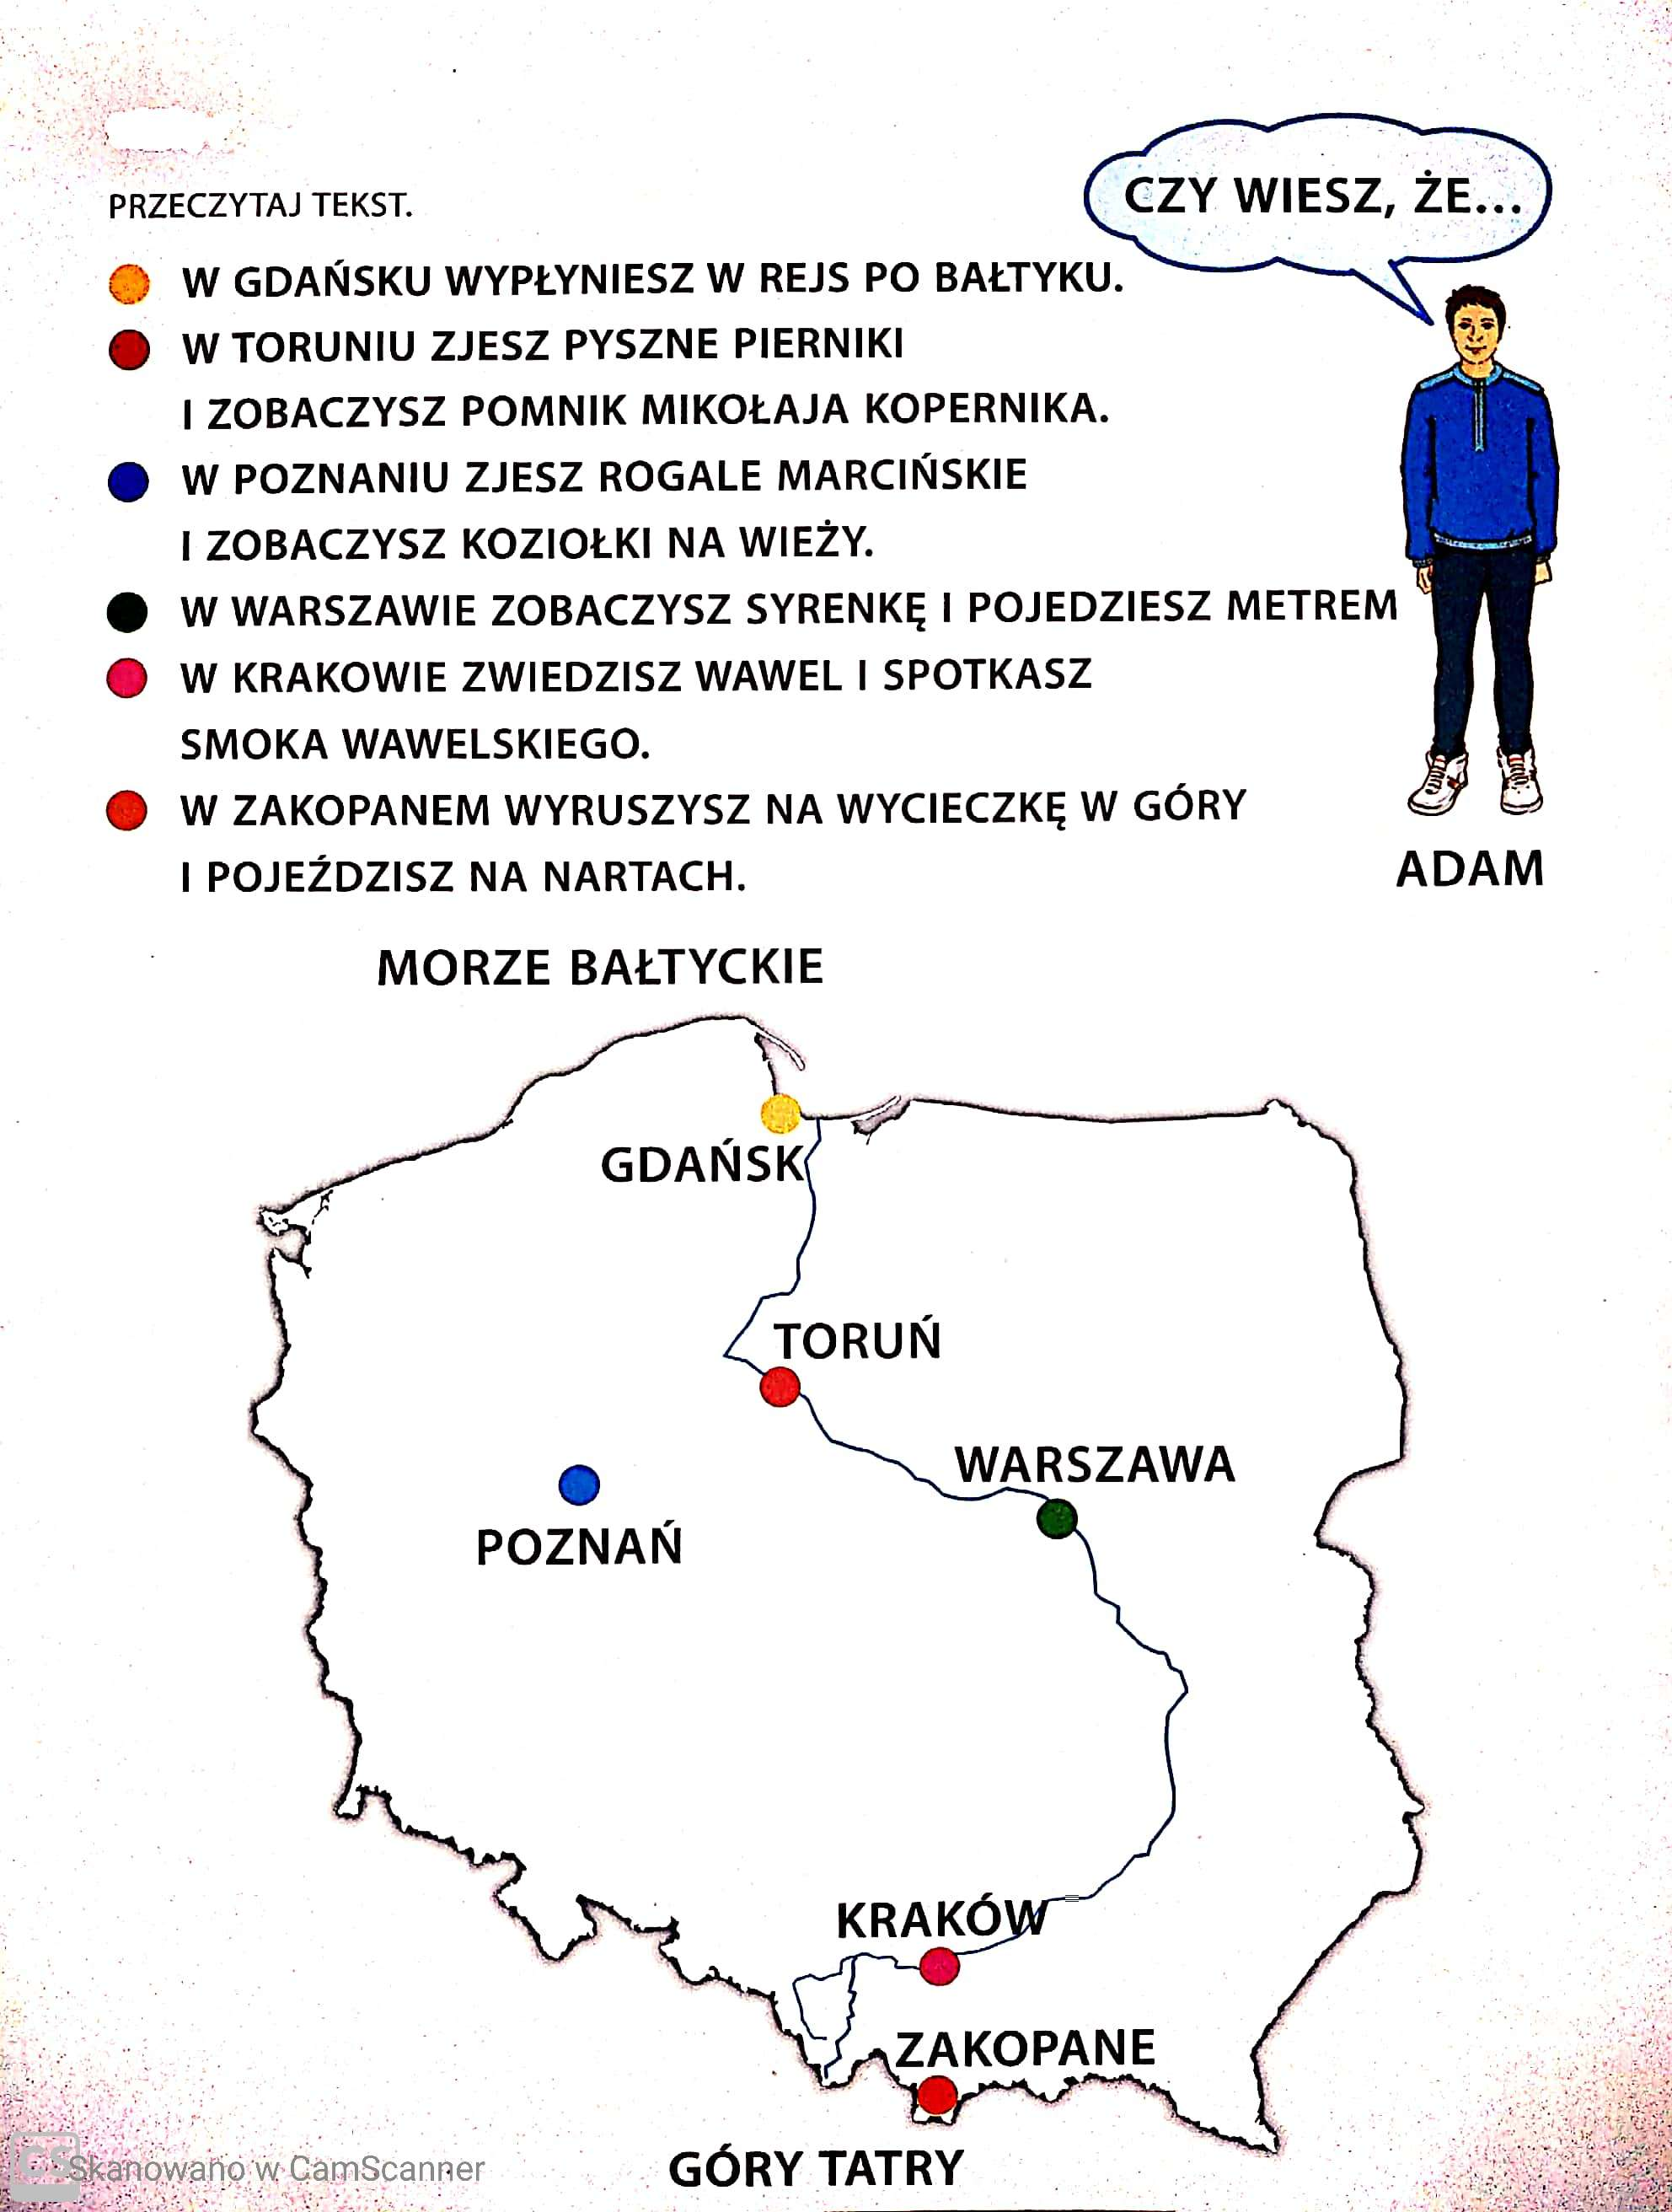 CZY WIESZ, ŻE...
PRZECZYTAJ TEKST.
W GDAŃSKU WYPŁYNIESZ W REJS PO BAŁTYKU.
W TORUNIU ZJESZ PYSZNE PIERNIKI
I ZOBACZYSZ POMNIK MIKOŁAJA KOPERNIKA.
W POZNANIU ZJESZ ROGALE MARCIŃSKIE
I ZOBACZYSZ KOZIOŁKI NA WIEŻY.
W WARSZAWIE ZOBACZYSZ SYRENKĘ I POJEDZIESZ METREM
W KRAKOWIE ZWIEDZISZ WAWEL I SPOTKASZ
SMOKA WAWELSKIEGO.
W ZAKOPANEM WYRUSZYSZ NA WYCIECZKĘ W GÓRY
I POJEŹDZISZ NA NARTACH.
ADAM
MORZE BAŁTYCKIE
GDAŃSK
TORUŃ
WARSZAWA
POZNAŃ
KRAKÓW
ZAKOPANE
GÓRY TATRY
CS Skanowano w CamScanner